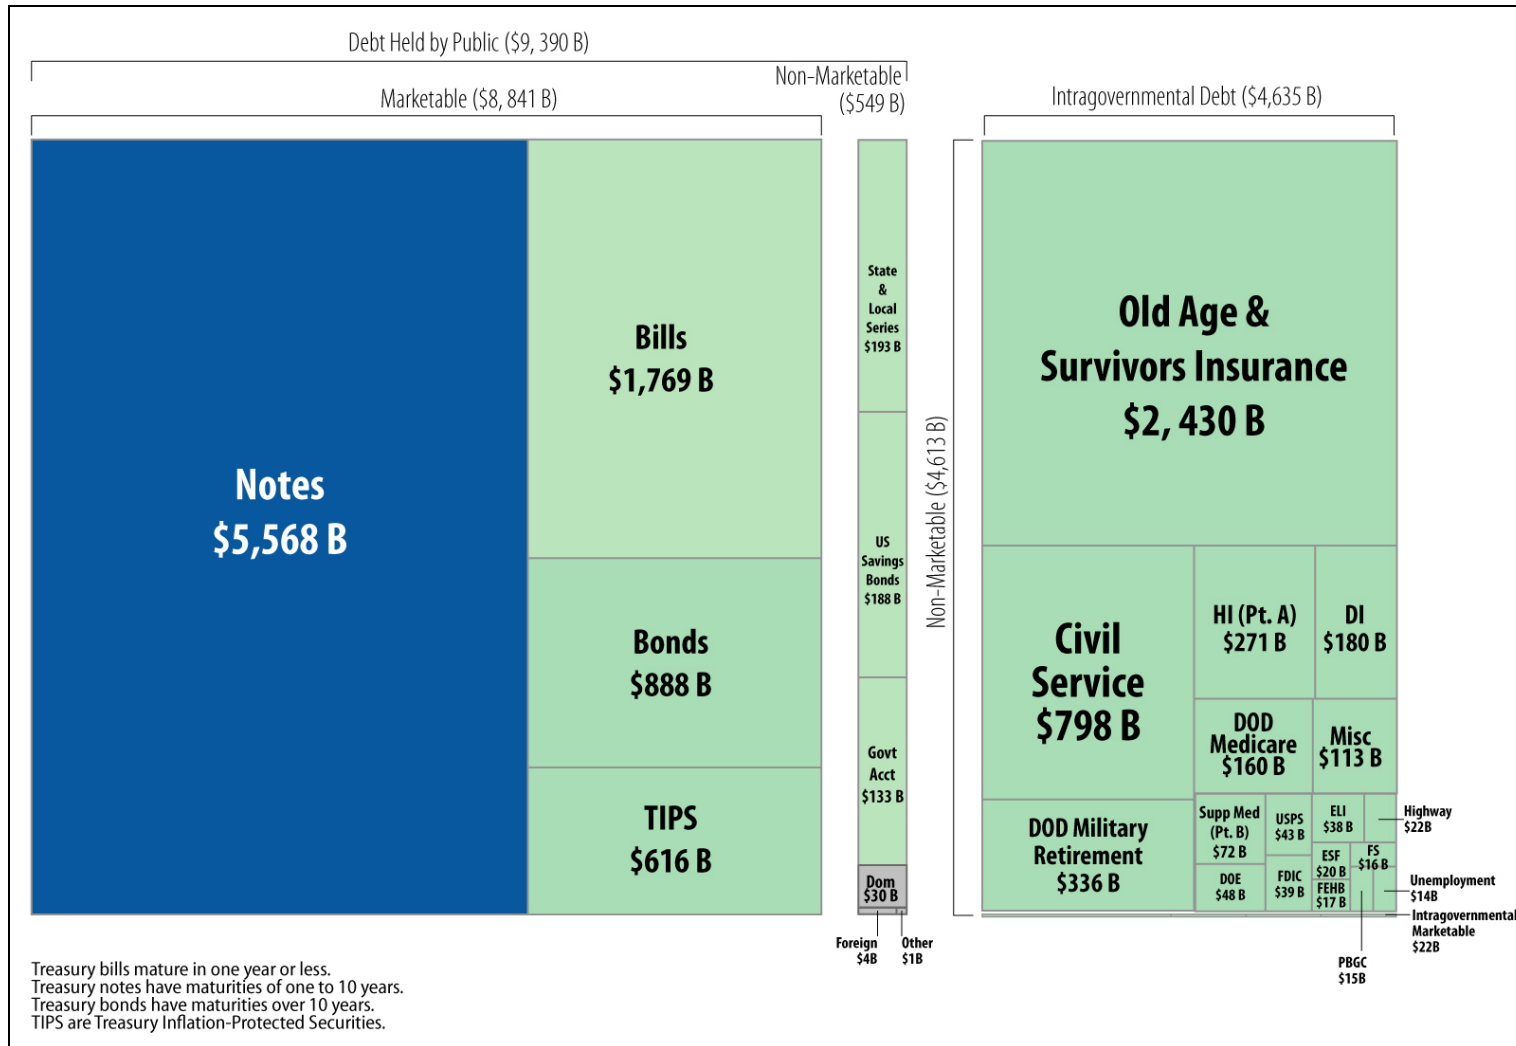 Debt Held by Public ($9, 390 B)
Non-Marketable
($549 B)
Marketable ($8, 841 B)
Intragovernmental Debt ($4,635 B)
Notes
$5,568 B
Bills
$1,769 B
Bonds
$888 B
TIPS
$616 B
State
&
Local
Series
$193 B
US
Savings
Bonds
$188 B
Govt
Acct
$133 B
Dom
$30 B
Foreign
$4B
Other
$1B
Non-Marketable ($4,613 B)
Old Age &
Survivors Insurance
$2, 430 B
Civil
Service
$798 B
HI (Pt. A)
$271 B
DI
$180 B
DOD
Medicare
$160 B
Misc
$113 B
DOD Military
Retirement
$336 B
Supp Med
(Pt. B)
$72 B
USPS
$43 B
ELI
$38 B
Highway
$22B
DOE
$48 B
FDIC
$39 B
ESF
$20 B
FS
$16 B
FEHB
$17 B
Unemployment
$14B
Intragovernmental
Marketable
$22B
PBGC
$15B
Treasury bills mature in one year or less.
Treasury notes have maturities of one to 10 years.
Treasury bonds have maturities over 10 years.
TIPS are Treasury Inflation-Protected Securities.